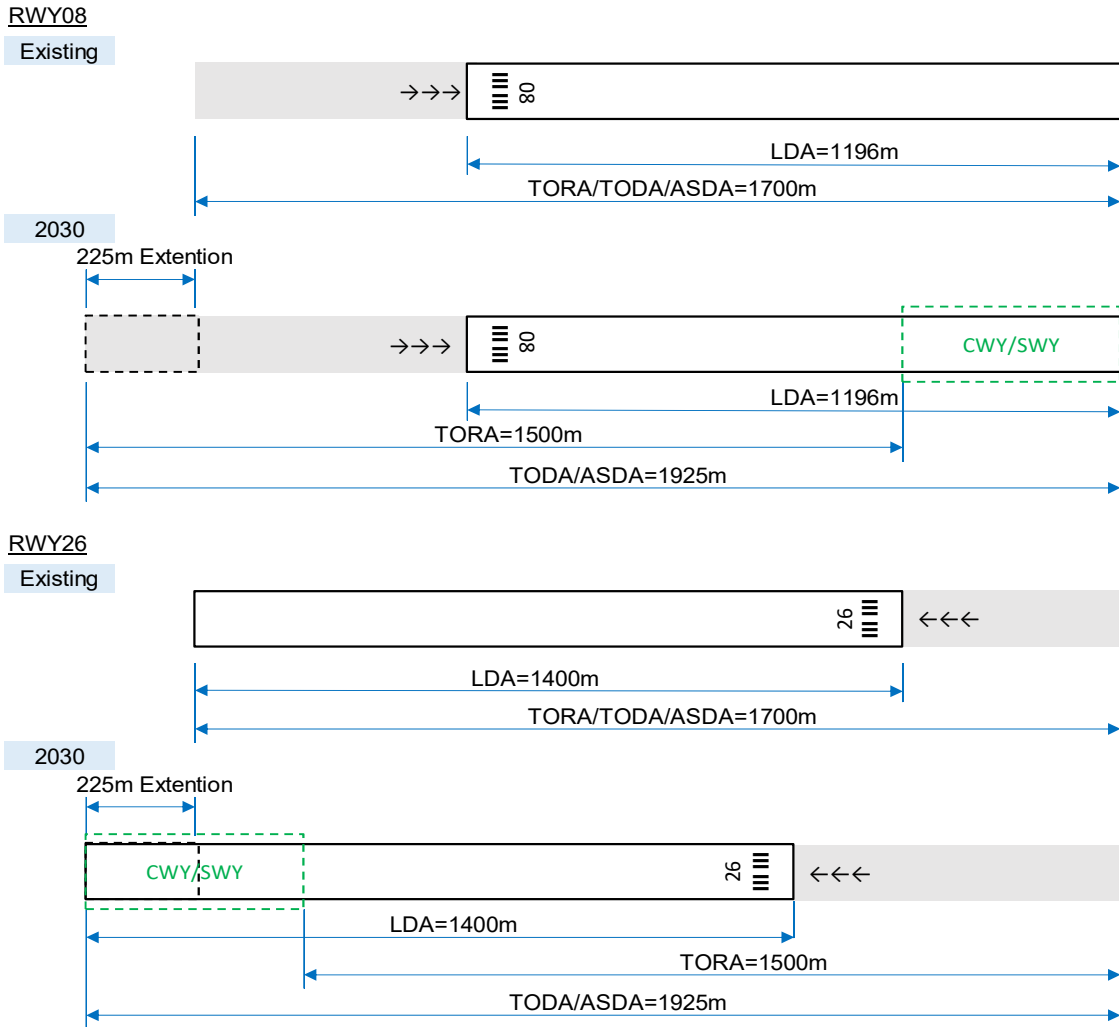 RWY08
Existing
→→→
08
LDA=1196m
TORA/TODA/ASDA=1700m
2030
225m Extention
→→→
08
CWY/SWY
LDA=1196m
TORA=1500m
TODA/ASDA=1925m
RWY26
Existing
26
←←←
LDA=1400m
TORA/TODA/ASDA=1700m
2030
225m Extention
CWY/SWY
26
←←←
LDA=1400m
TORA=1500m
TODA/ASDA=1925m